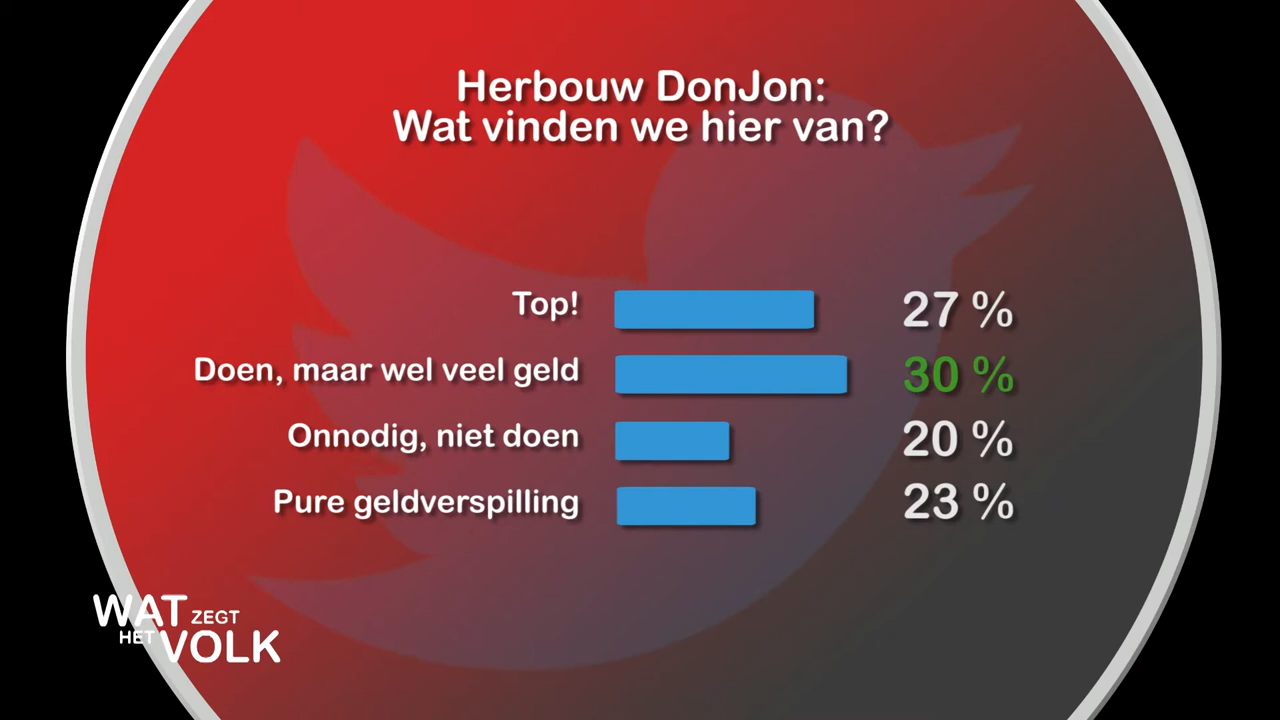 Herbouw DonJon:
Wat vinden we hier van?
Top! 27 %
Doen, maar wel veel geld 30 %
Onnodig, niet doen 20 %
Pure geldverspilling 23 %
WAT ZEGT
HET VOLK